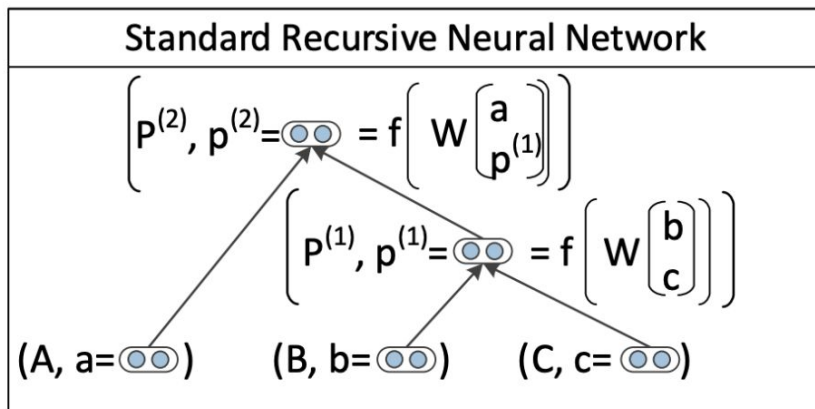 Standard Recursive Neural Network
(P(2), p(2)= = f(W[a p(1)]))
(P(1), p(1)= = f(W[b c]))
(A, a= ) (B, b= ) (C, c= )